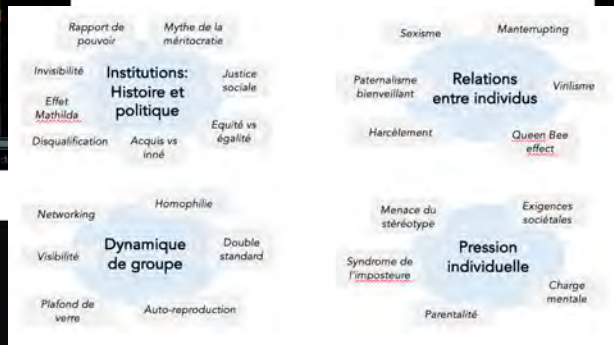 Rapport de
pouvoir
Mythe de la
méritocratie
Invisibilité
Institutions:
Histoire et
politique
Justice
sociale
Effet
Mathilda
Equité vs
égalité
Disqualification
Acquis vs
inné
Sexisme
Manterrupting
Paternalisme
bienveillant
Relations
entre individus
Virilisme
Harcèlement
Queen Bee
effect
Networking
Homophilie
Visibilité
Dynamique
de groupe
Double
standard
Plafond de
verre
Auto-reproduction
Menace du
stéréotype
Exigences
sociétales
Syndrome de
l'imposteure
Pression
individuelle
Charge
mentale
Parentalité